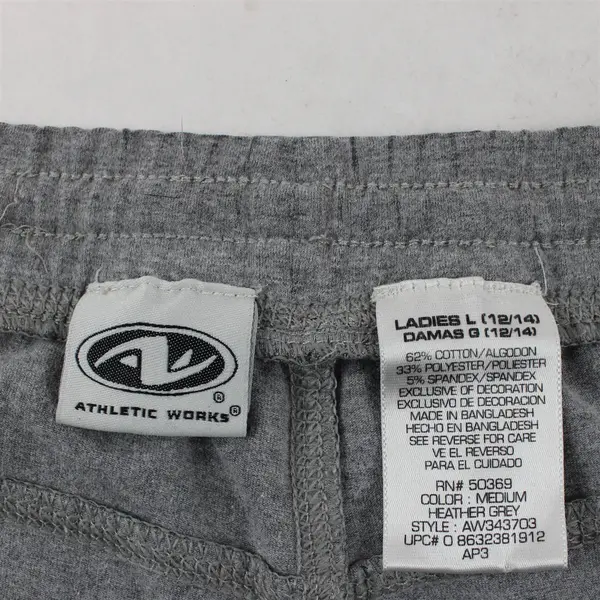 AW®
ATHLETIC WORKS®
LADIES L (12/14)
DAMAS G (12/14)
62% COTTON/ALGODON
33% POLYESTER/POLIESTER
5% SPANDEX/SPANDEX
EXCLUSIVE OF DECORATION
EXCLUSIVO DE DECORACION
MADE IN BANGLADESH
HECHO EN BANGLADESH
SEE REVERSE FOR CARE
VE EL REVERSO
PARA EL CUIDADO
RN# 50369
COLOR : MEDIUM
HEATHER GREY
STYLE : AW343703
UPC# 0 8632381912
AP3